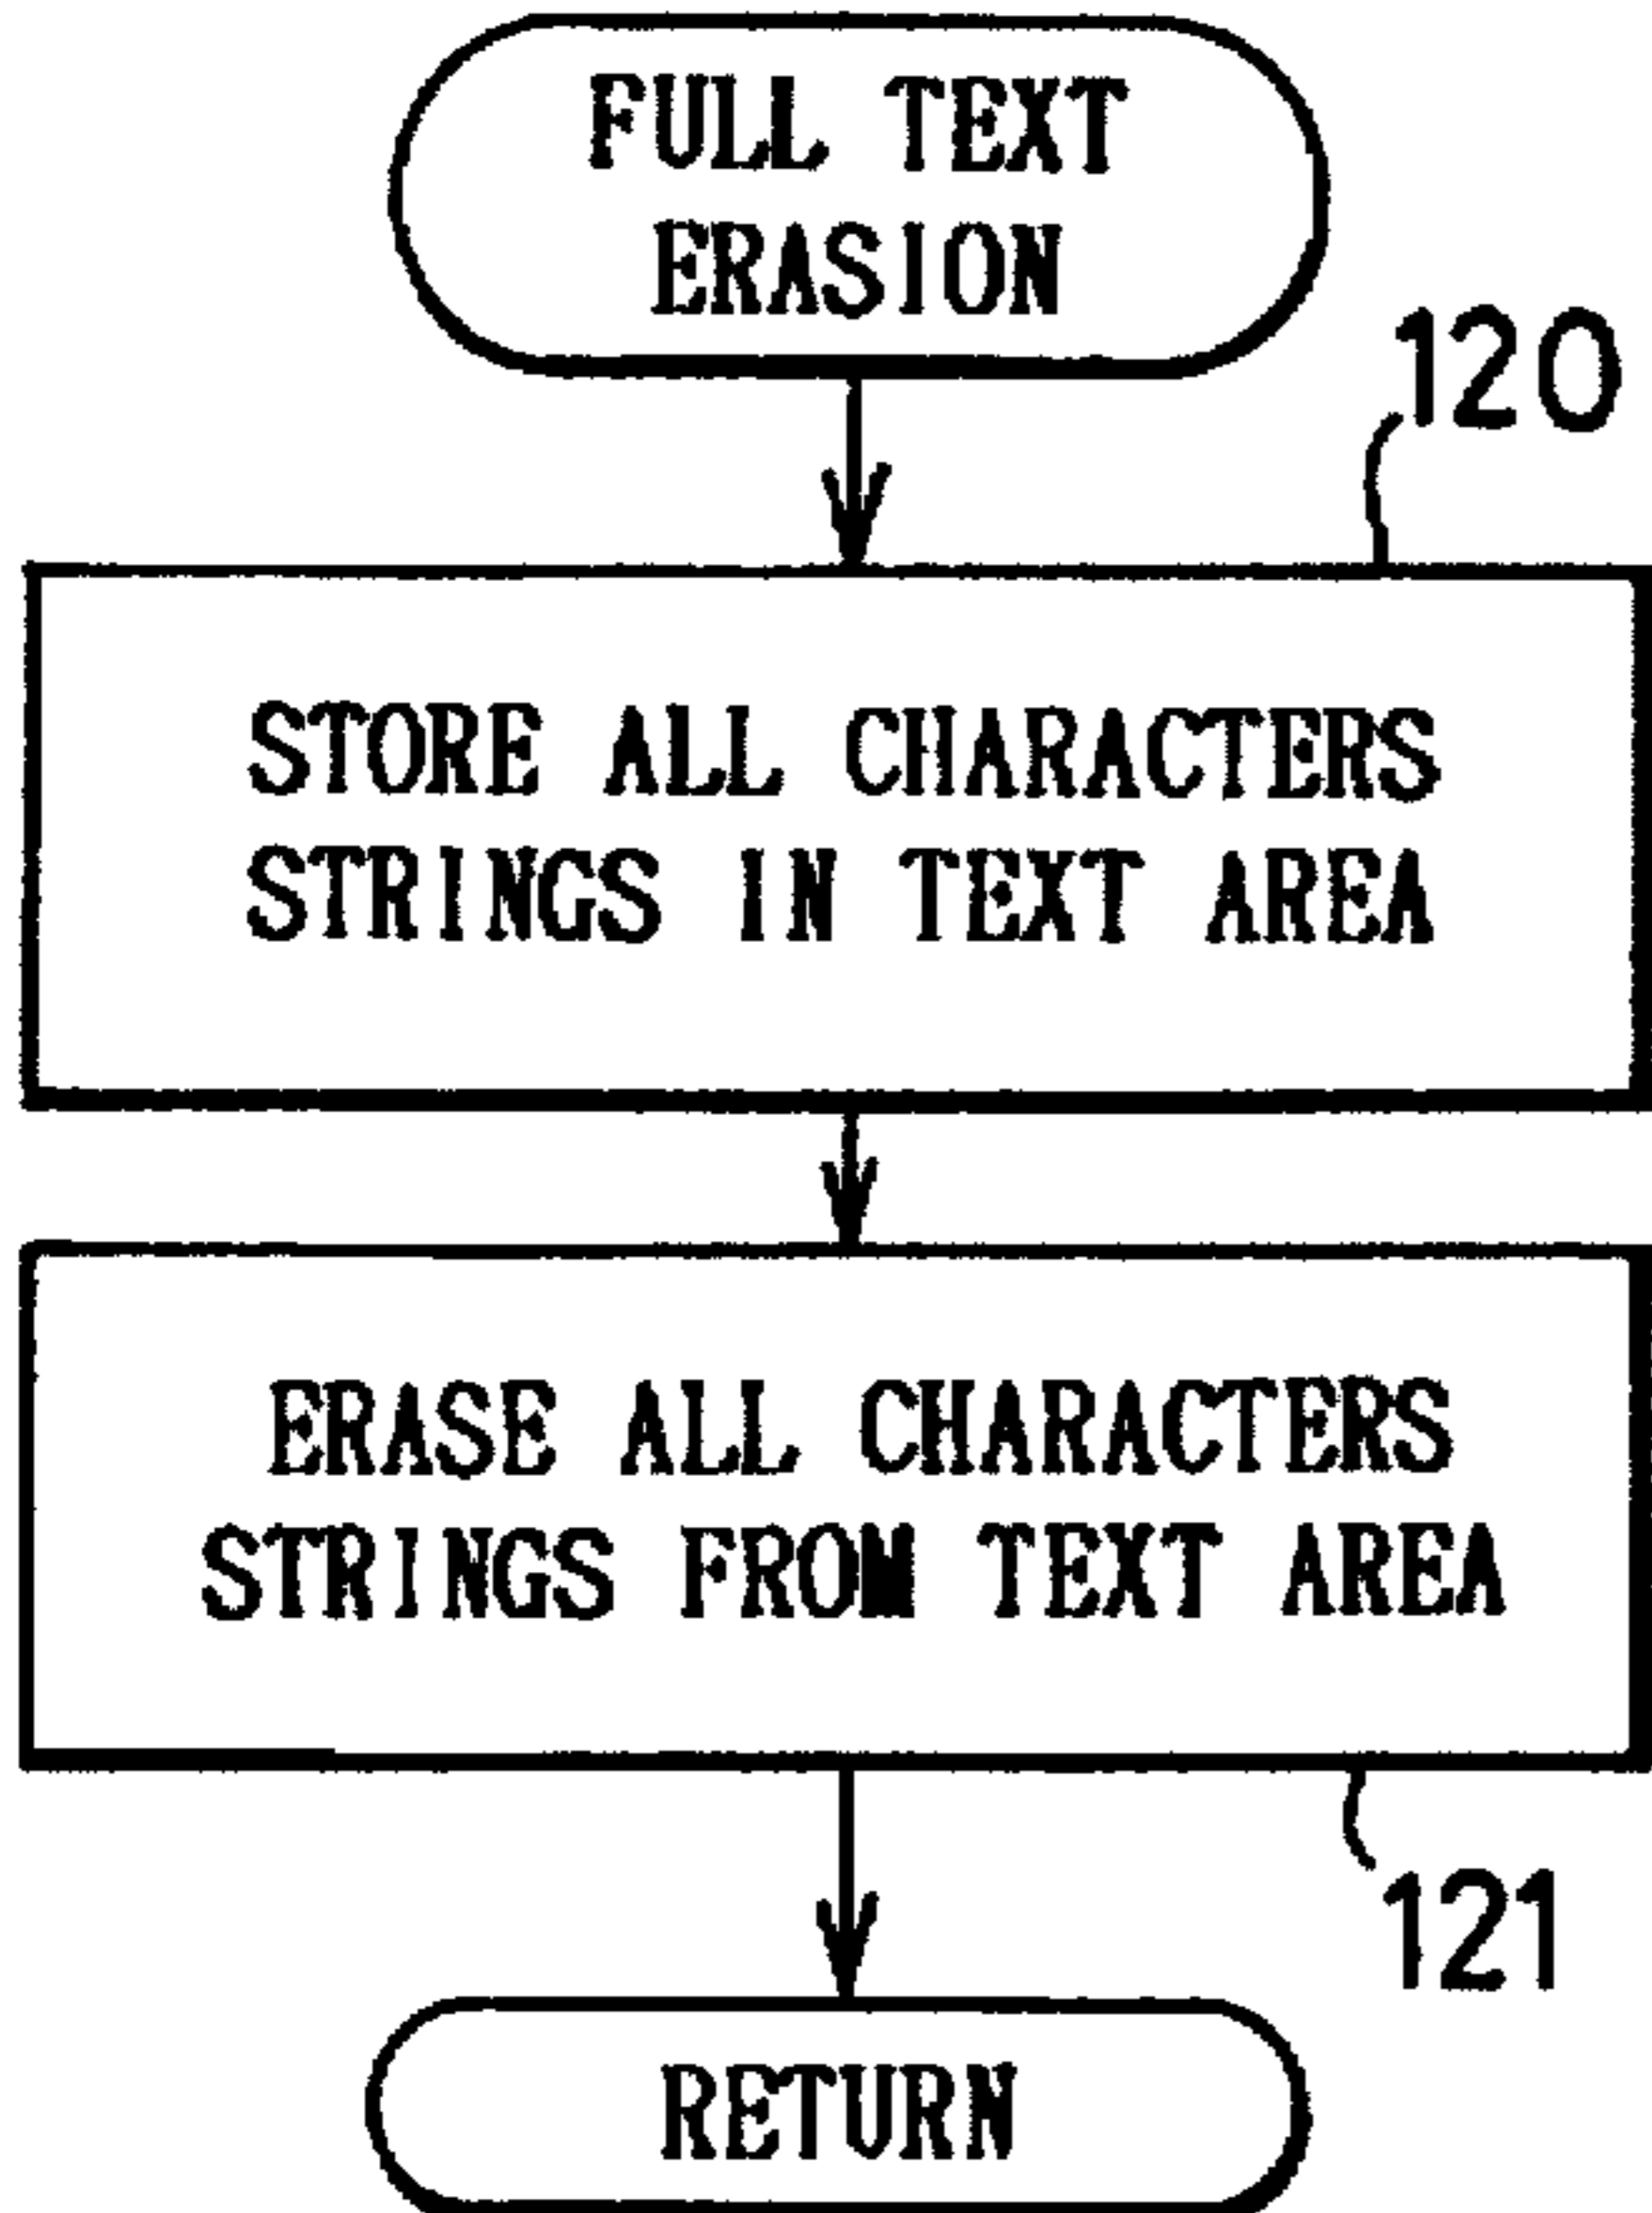 FULL TEXT
ERASION
120
STORE ALL CHARACTERS
STRINGS IN TEXT AREA
ERASE ALL CHARACTERS
STRINGS FROM TEXT AREA
121
RETURN